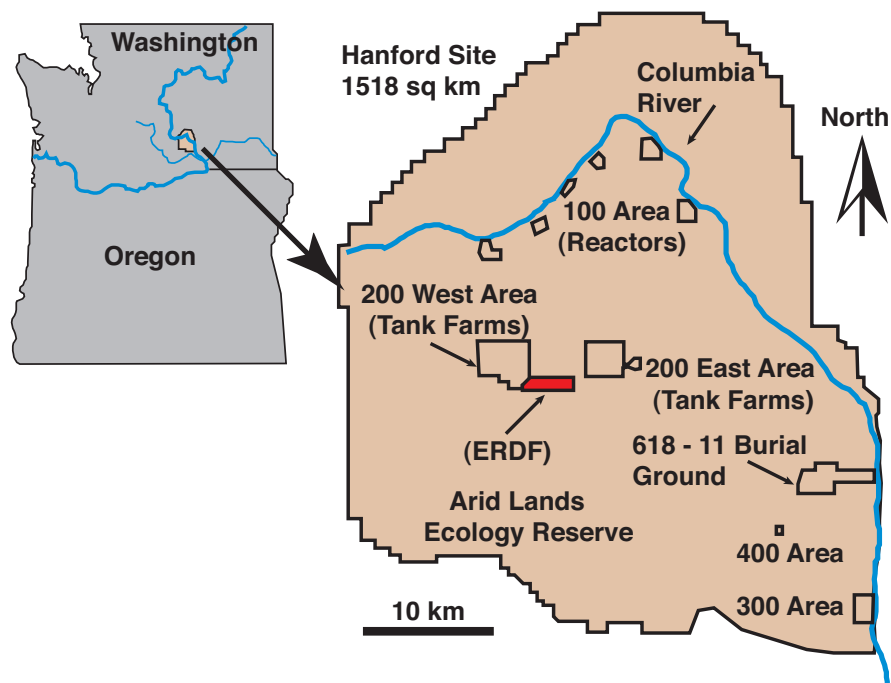 Washington
Oregon
Hanford Site
1518 sq km
Columbia
River
North
100 Area
(Reactors)
200 West Area
(Tank Farms)
200 East Area
(Tank Farms)
(ERDF)
618 - 11 Burial
Ground
Arid Lands
Ecology Reserve
400 Area
300 Area
10 km